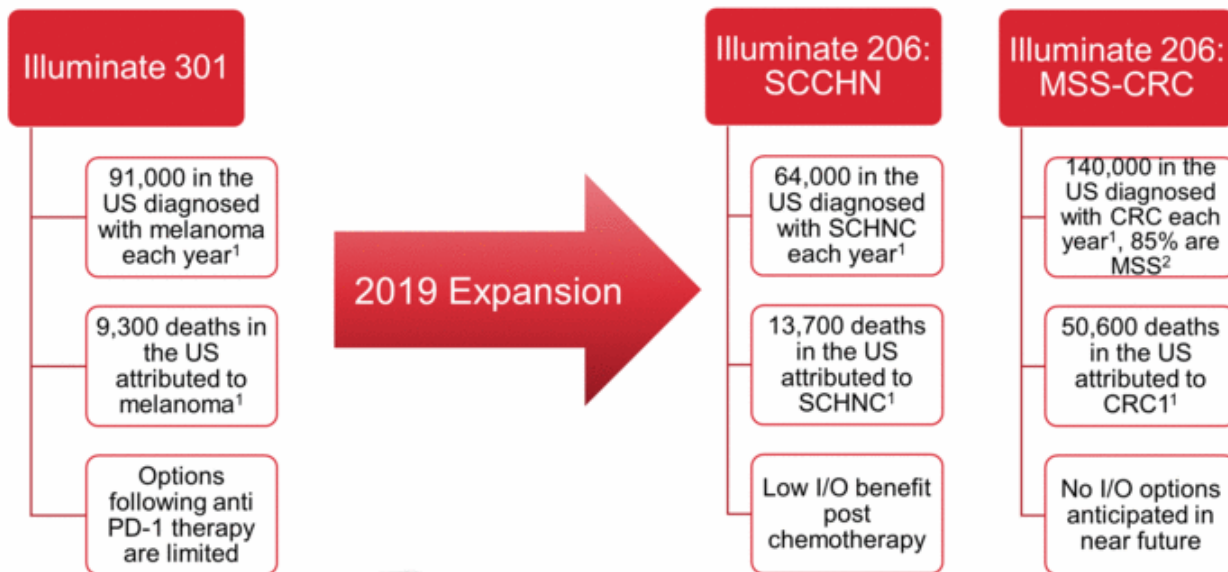 Illuminate 301
91,000 in the
US diagnosed
with melanoma
each year¹
9,300 deaths in
the US
attributed to
melanoma¹
Options
following anti
PD-1 therapy
are limited
2019 Expansion
Illuminate 206:
SCCHN
64,000 in the
US diagnosed
with SCHNC
each year¹
13,700 deaths
in the US
attributed to
SCHNC¹
Low I/O benefit
post
chemotherapy
Illuminate 206:
MSS-CRC
140,000 in the
US diagnosed
with CRC each
year¹, 85% are
MSS²
50,600 deaths
in the US
attributed to
CRC1¹
No I/O options
anticipated in
near future